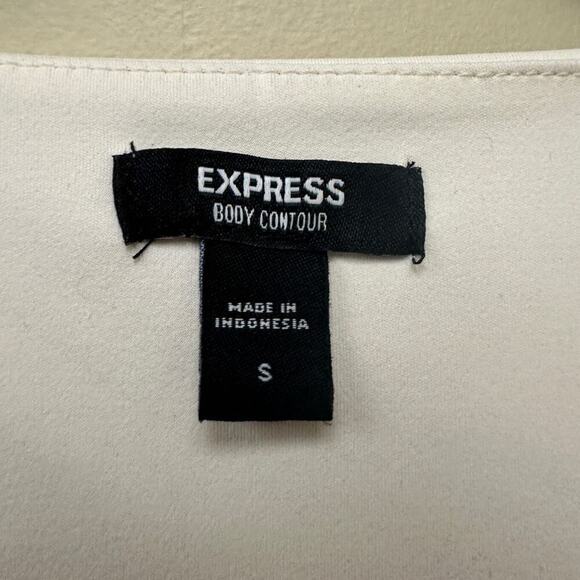 EXPRESS
BODY CONTOUR
MADE IN
INDONESIA
S